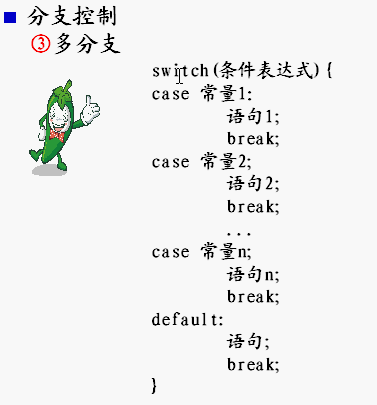 分支控制
③多分支
switch(条件表达式){
case 常量1:
语句1;
break;
case 常量2;
语句2;
break;
...
case 常量n;
语句n;
break;
default:
语句;
break;
}